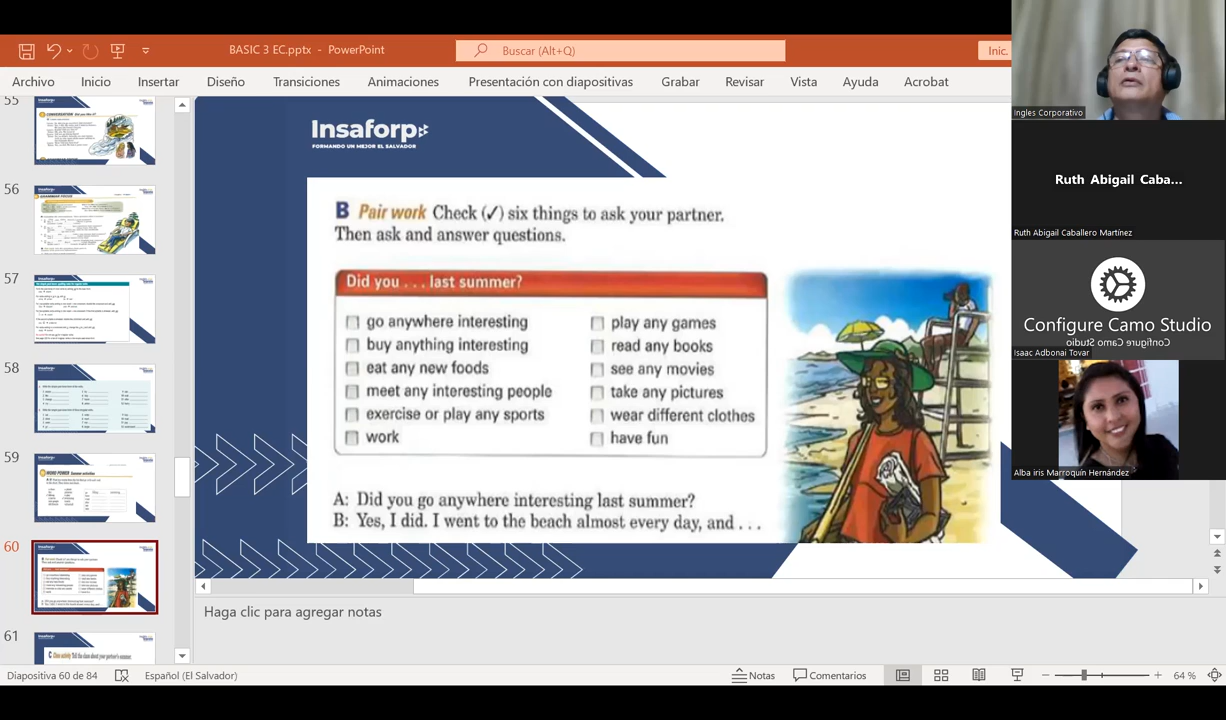 BASIC 3 EC.pptx - PowerPoint
Buscar (Alt+Q)
Inic.
Archivo Inicio Insertar Diseño Transiciones Animaciones Presentación con diapositivas Grabar Revisar Vista Ayuda Acrobat
55
56
57
58
59
60
61
Insaforp
FORMANDO UN MEJOR EL SALVADOR
B Pair work Check (✓) six things to ask your partner.
Then ask and answer questions.
Did you . . . last summer?
go anywhere interesting
buy anything interesting
eat any new foods
meet any interesting people
exercise or play any sports
work
play any games
read any books
see any movies
take any pictures
wear different clothes
have fun
A: Did you go anywhere interesting last summer?
B: Yes, I did. I went to the beach almost every day, and . . .
Haga clic para agregar notas
Diapositiva 60 de 84 Español (El Salvador) Notas Comentarios 64 %
Ingles Corporativo
Ruth Abigail Caba...
Ruth Abigail Caballero Martínez
Configure Camo Studio
Configure Camo Studio
Isaac Adbonai Tovar
Alba iris Marroquín Hernández